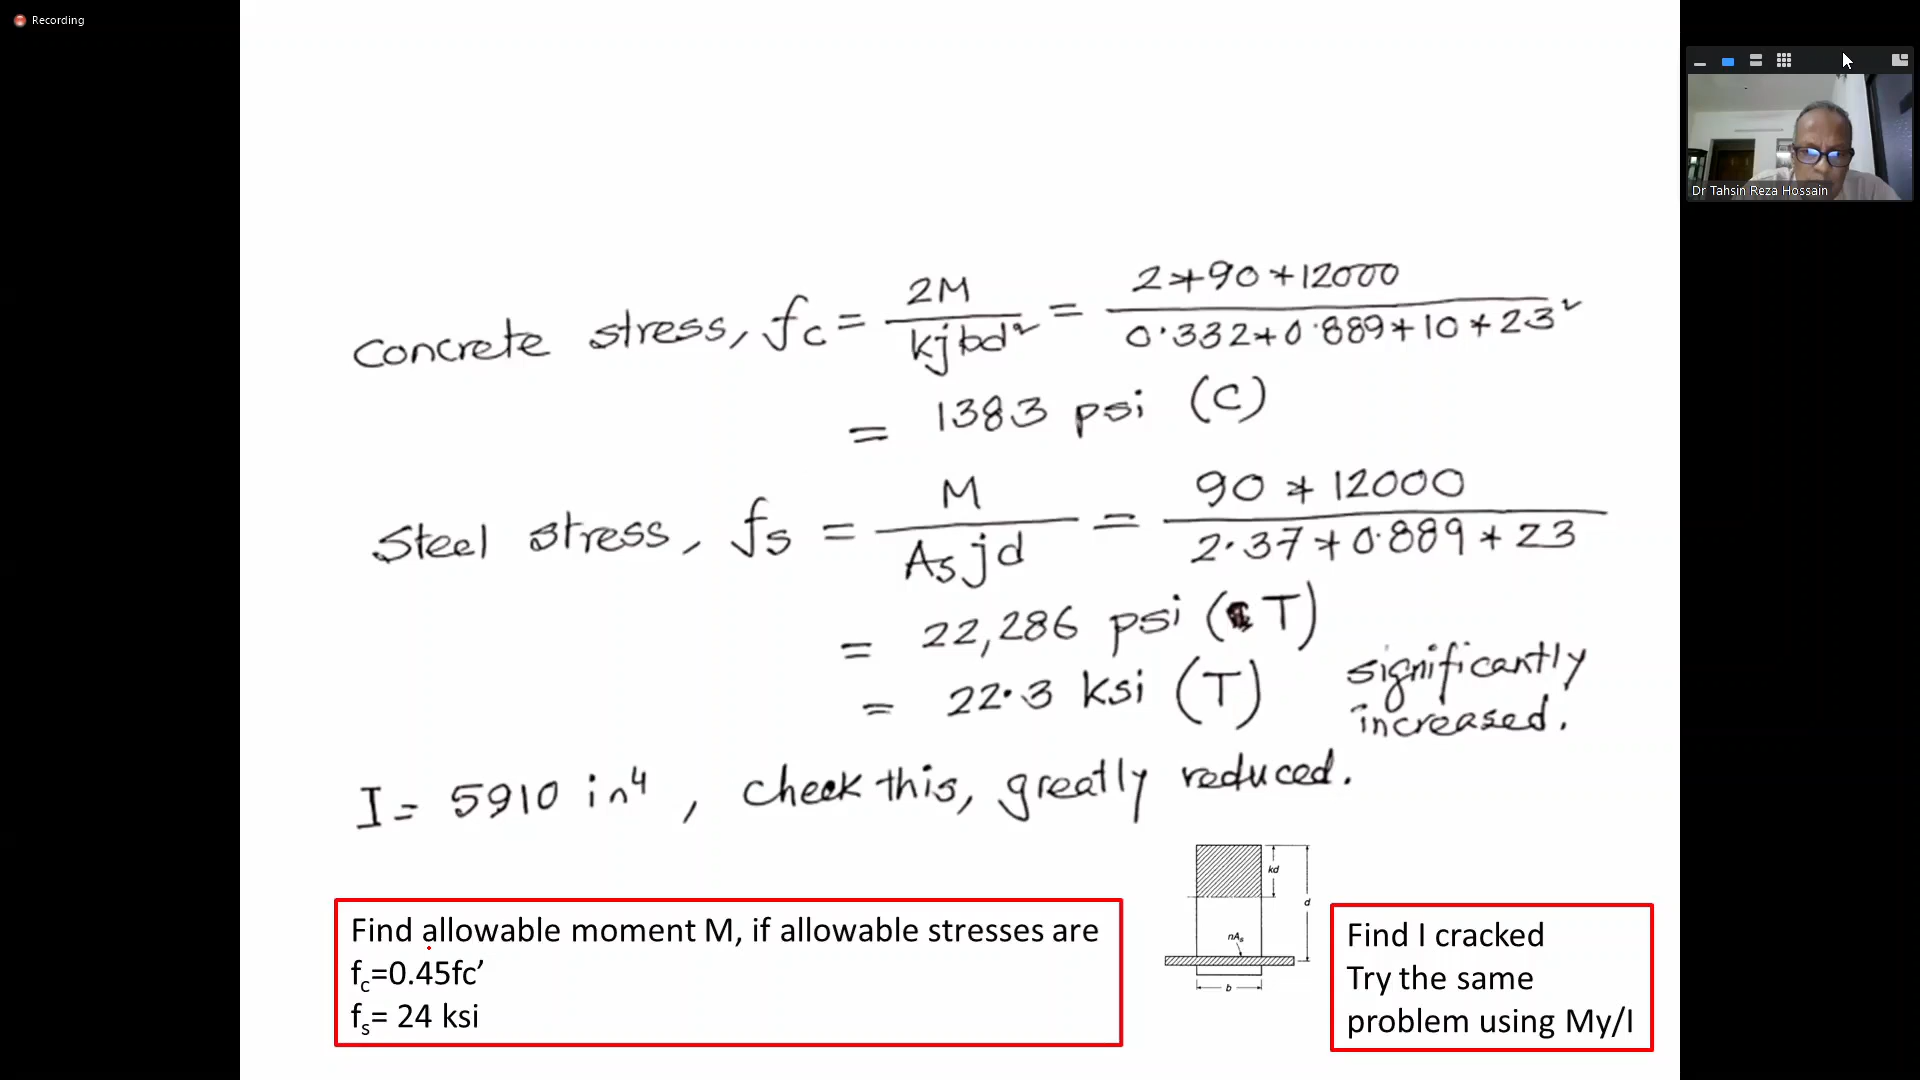 Recording
Dr Tahsin Reza Hossain
Concrete stress, fc = 2M / kjbd² = 2*90*12000 / 0.332*0.889*10*23²
= 1383 psi (C)
Steel stress, fs = M / Asjd = 90*12000 / 2.37*0.889*23
= 22,286 psi (T)
= 22.3 ksi (T) significantly increased.
I = 5910 in⁴, check this, greatly reduced.
kd
d
nAs
b
Find allowable moment M, if allowable stresses are
fc=0.45fc’
fs= 24 ksi
Find I cracked
Try the same
problem using My/I